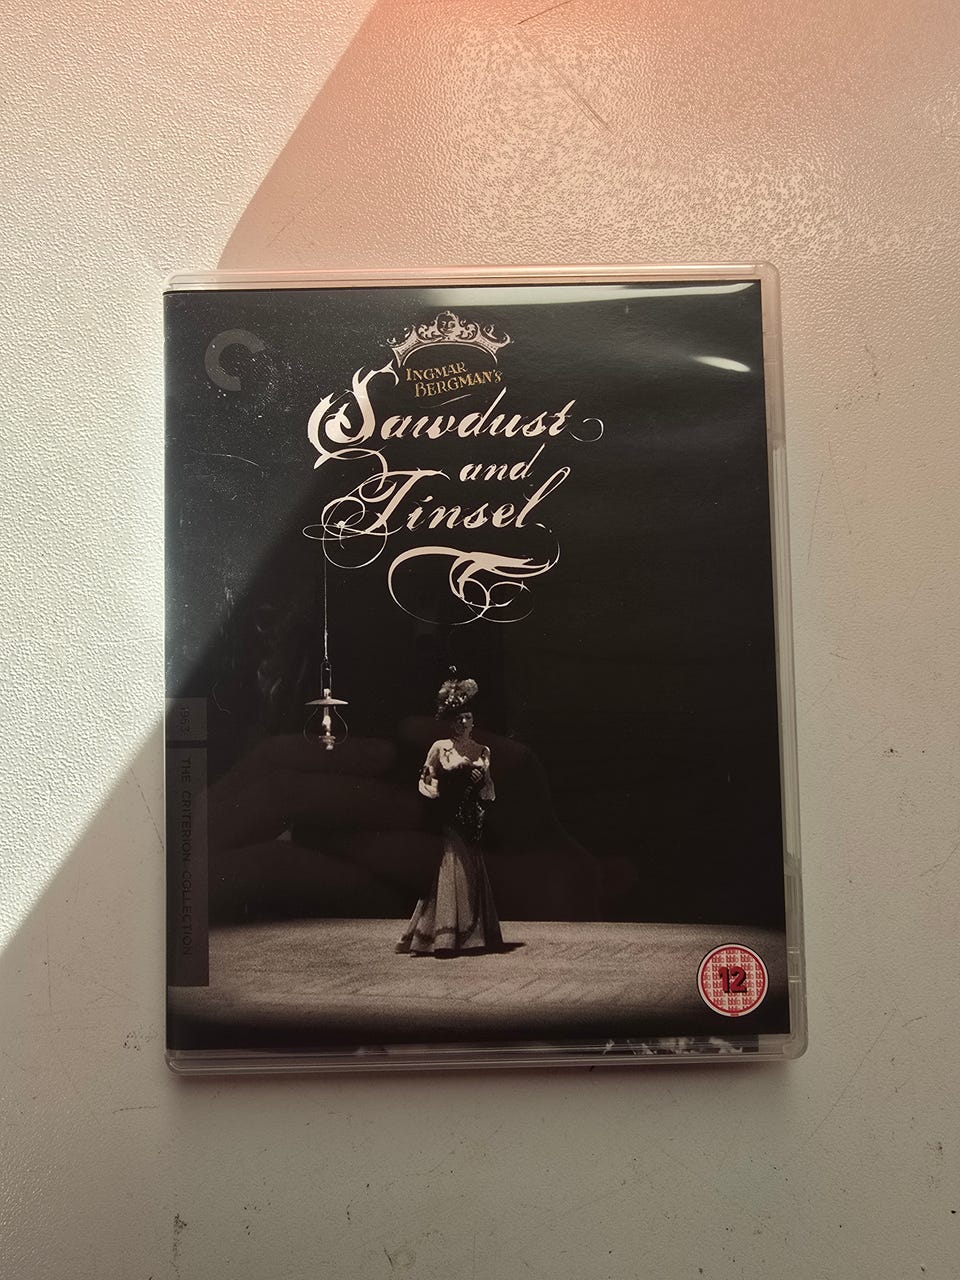 INGMAR
BERGMAN'S
Sawdust
and
Tinsel
1953
THE CRITERION COLLECTION
12